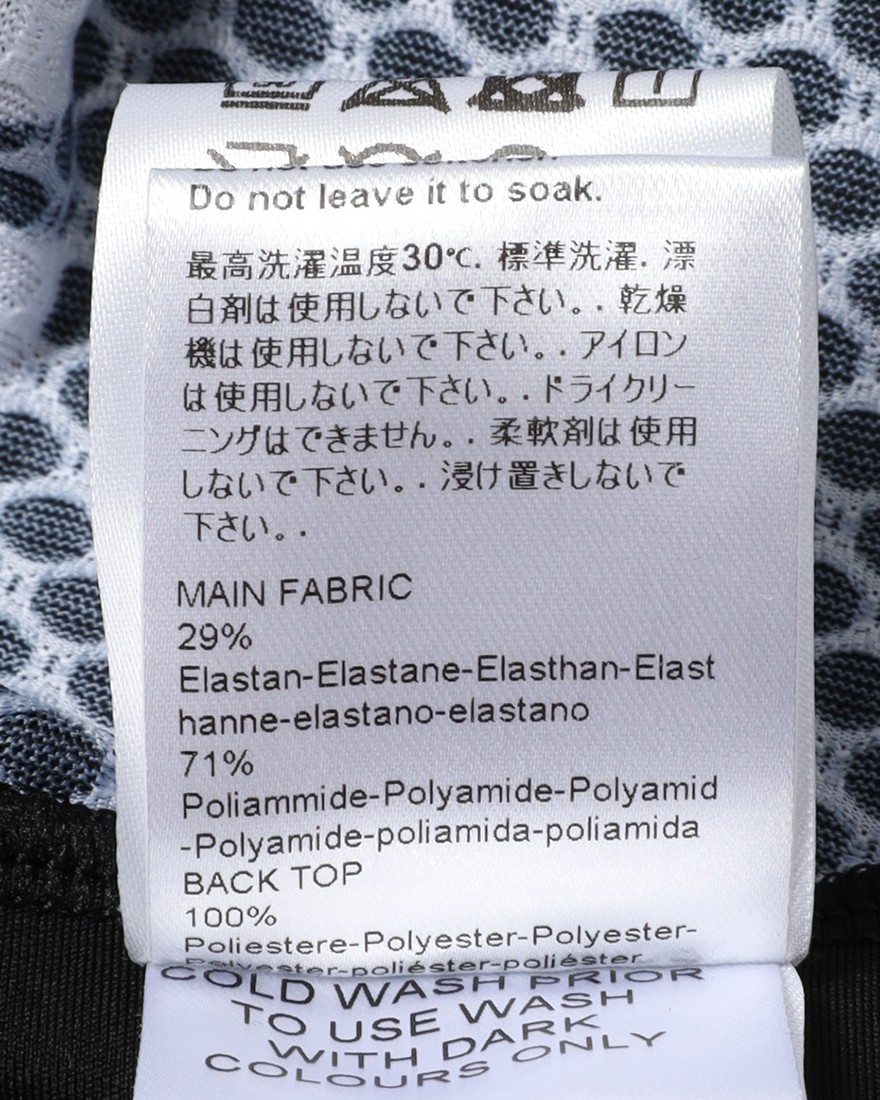 Do not leave it to soak.
最高洗濯温度30℃. 標準洗濯. 漂
白剤は使用しないで下さい。. 乾燥
機は使用しないで下さい。. アイロン
は使用しないで下さい。. ドライクリー
ニングはできません。. 柔軟剤は使用
しないで下さい。. 浸け置きしないで
下さい。.
MAIN FABRIC
29%
Elastan-Elastane-Elasthan-Elast
hanne-elastano-elastano
71%
Poliammide-Polyamide-Polyamid
-Polyamide-poliamida-poliamida
BACK TOP
100%
Poliestere-Polyester-Polyester-
Polyester-poliéster-poliéster
COLD WASH PRIOR
TO USE WASH
WITH DARK
COLOURS ONLY